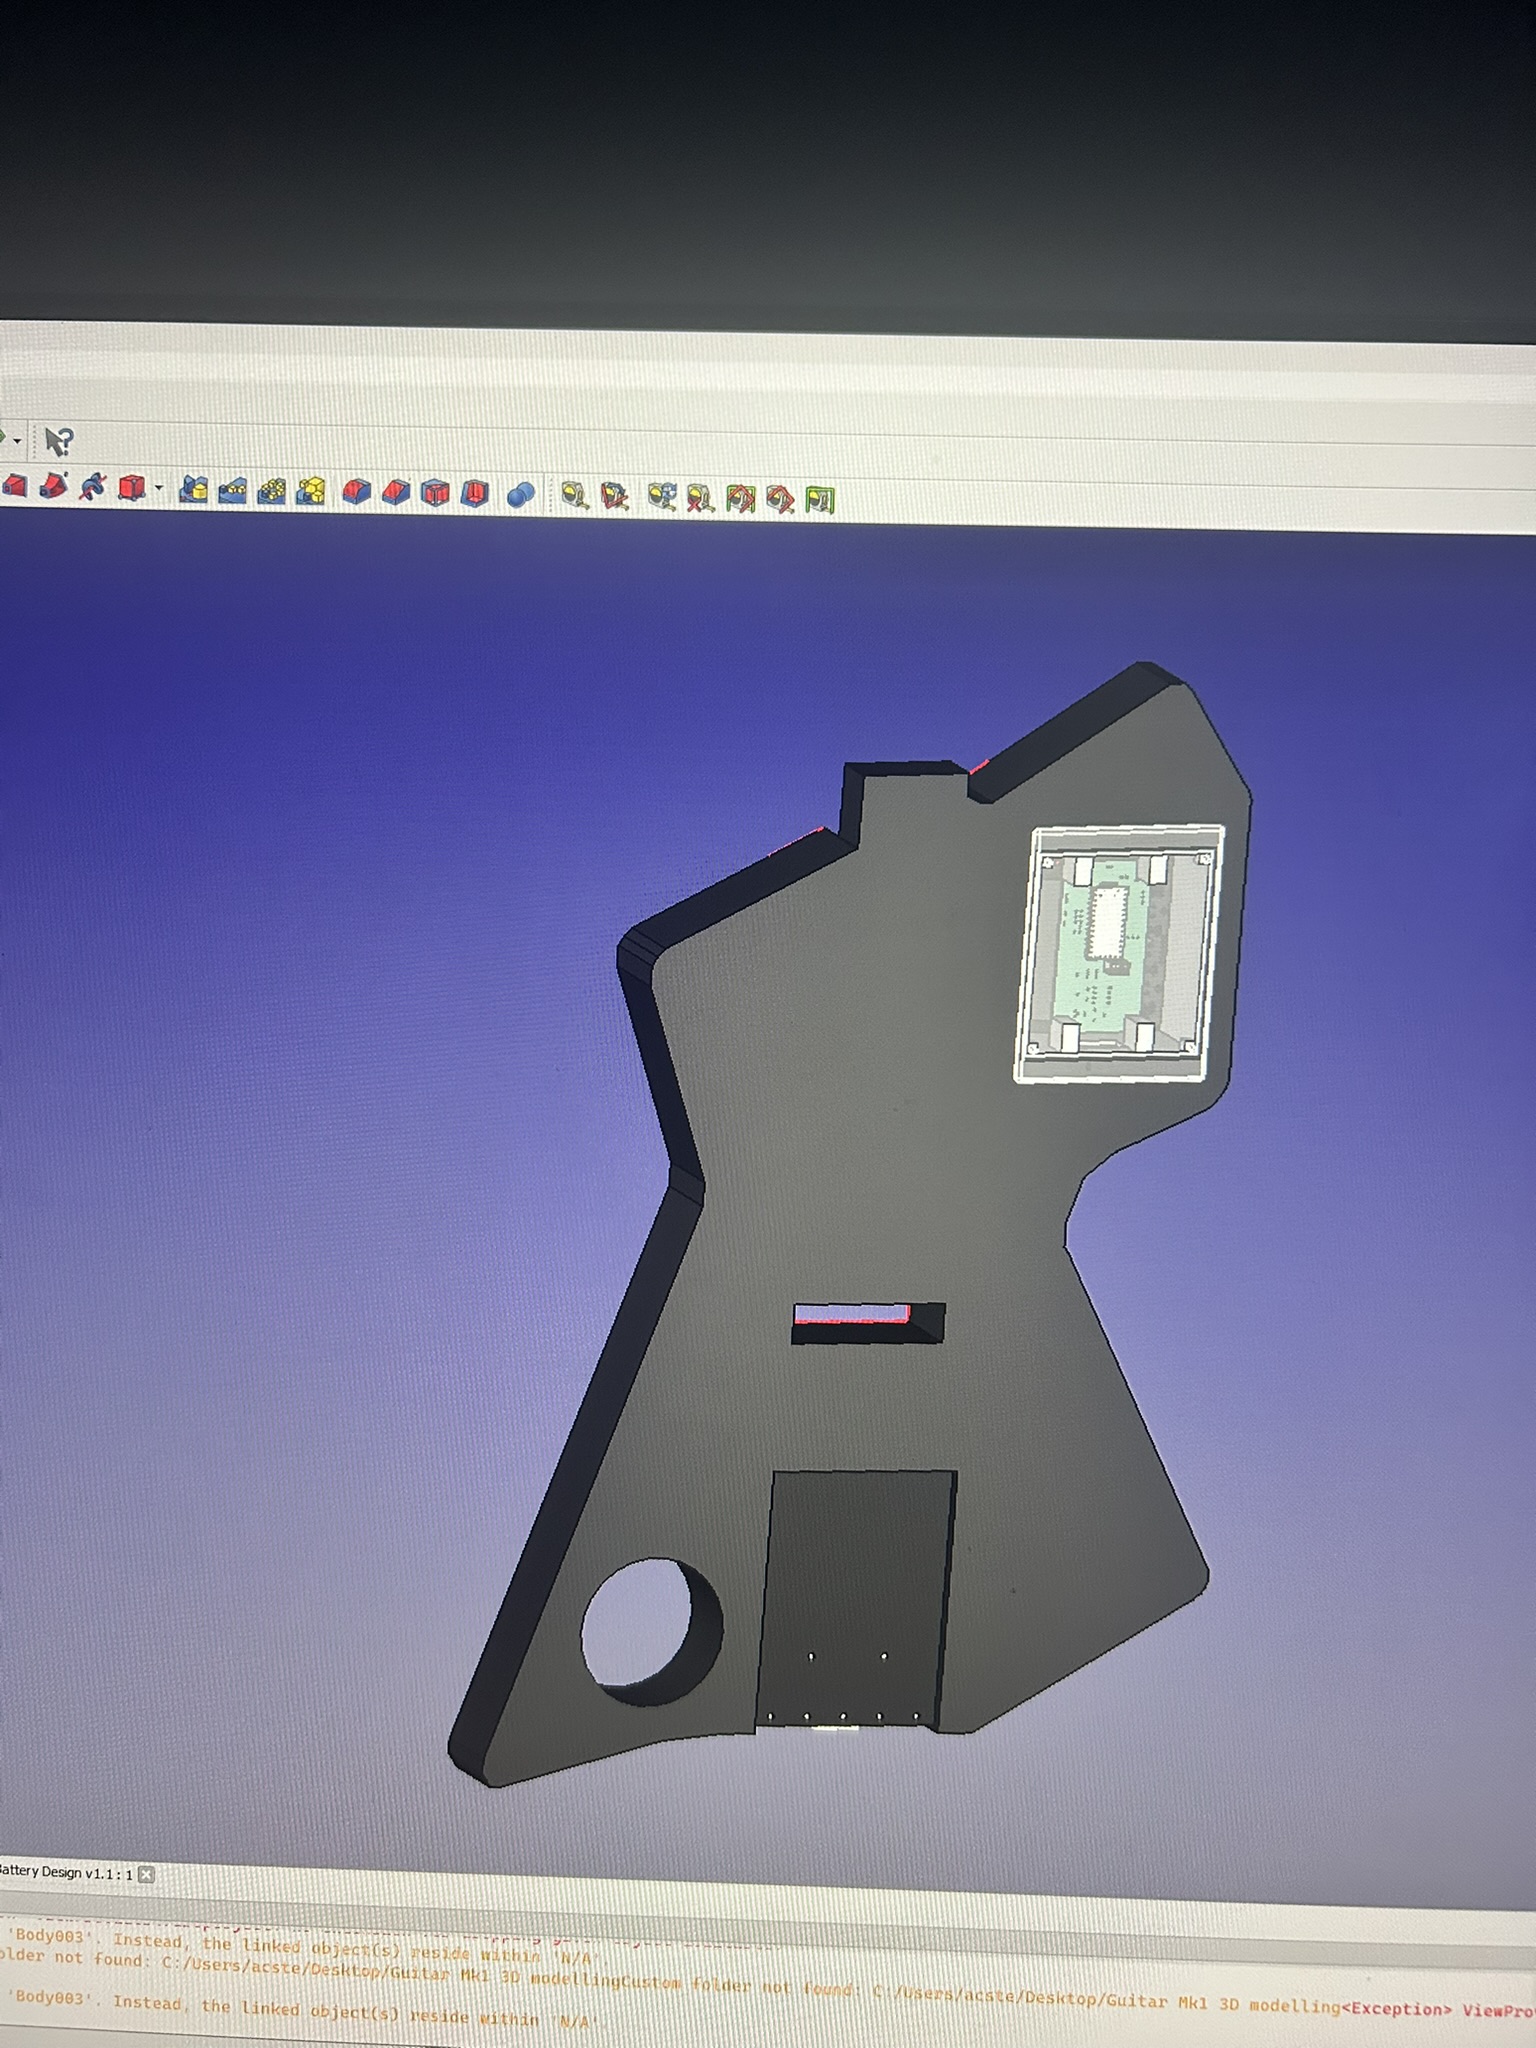 attery Design v1.1 : 1
'Body003'. Instead, the linked object(s) reside within 'N/A'.
older not found: C:/Users/acste/Desktop/Guitar Mk1 3D modellingCustom folder not found: C:/Users/acste/Desktop/Guitar Mk1 3D modelling<Exception> ViewPro
'Body003'. Instead, the linked object(s) reside within 'N/A'.